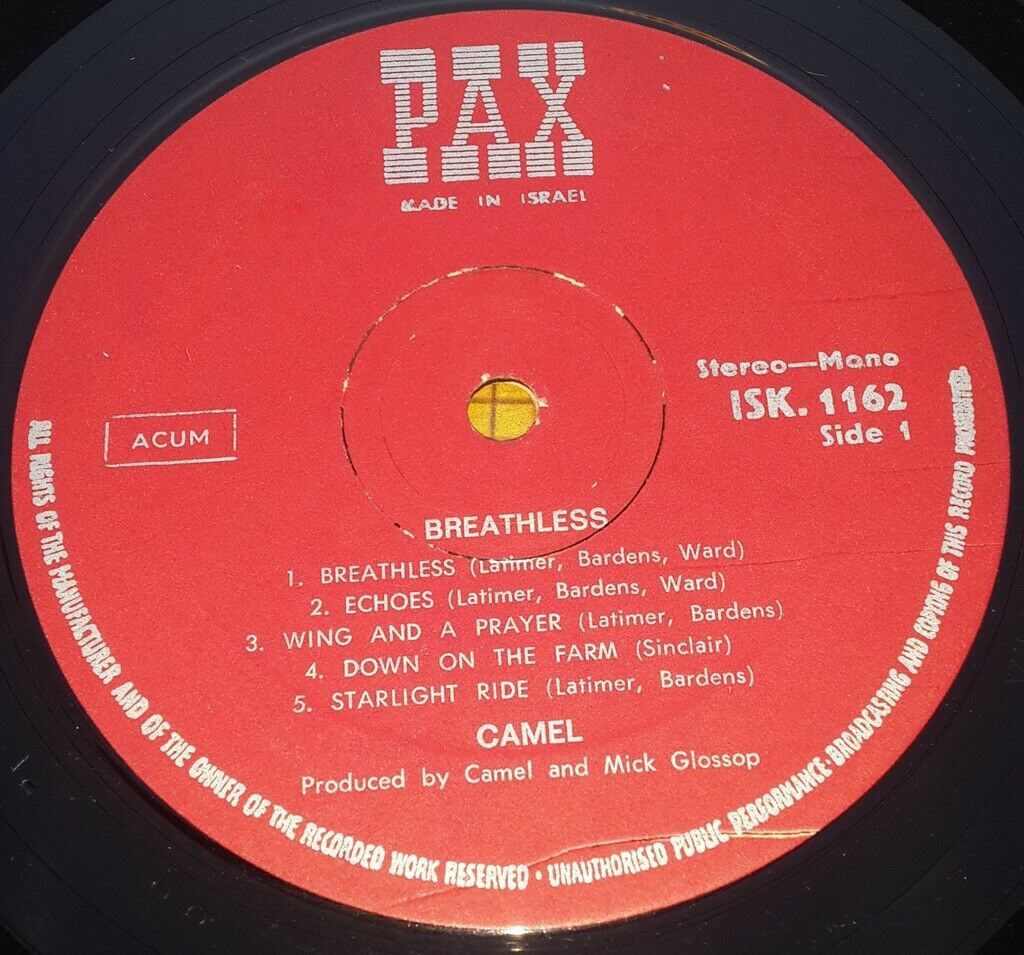 PAX
MADE IN ISRAEL
Stereo—Mono
ISK. 1162
Side 1
ACUM
BREATHLESS
1. BREATHLESS (Latimer, Bardens, Ward)
2. ECHOES (Latimer, Bardens, Ward)
3. WING AND A PRAYER (Latimer, Bardens)
4. DOWN ON THE FARM (Sinclair)
5. STARLIGHT RIDE (Latimer, Bardens)
CAMEL
Produced by Camel and Mick Glossop
ALL RIGHTS OF THE MANUFACTURER AND OF THE OWNER OF THE RECORDED WORK RESERVED · UNAUTHORISED PUBLIC PERFORMANCE · BROADCASTING AND COPYING OF THIS RECORD PROHIBITED